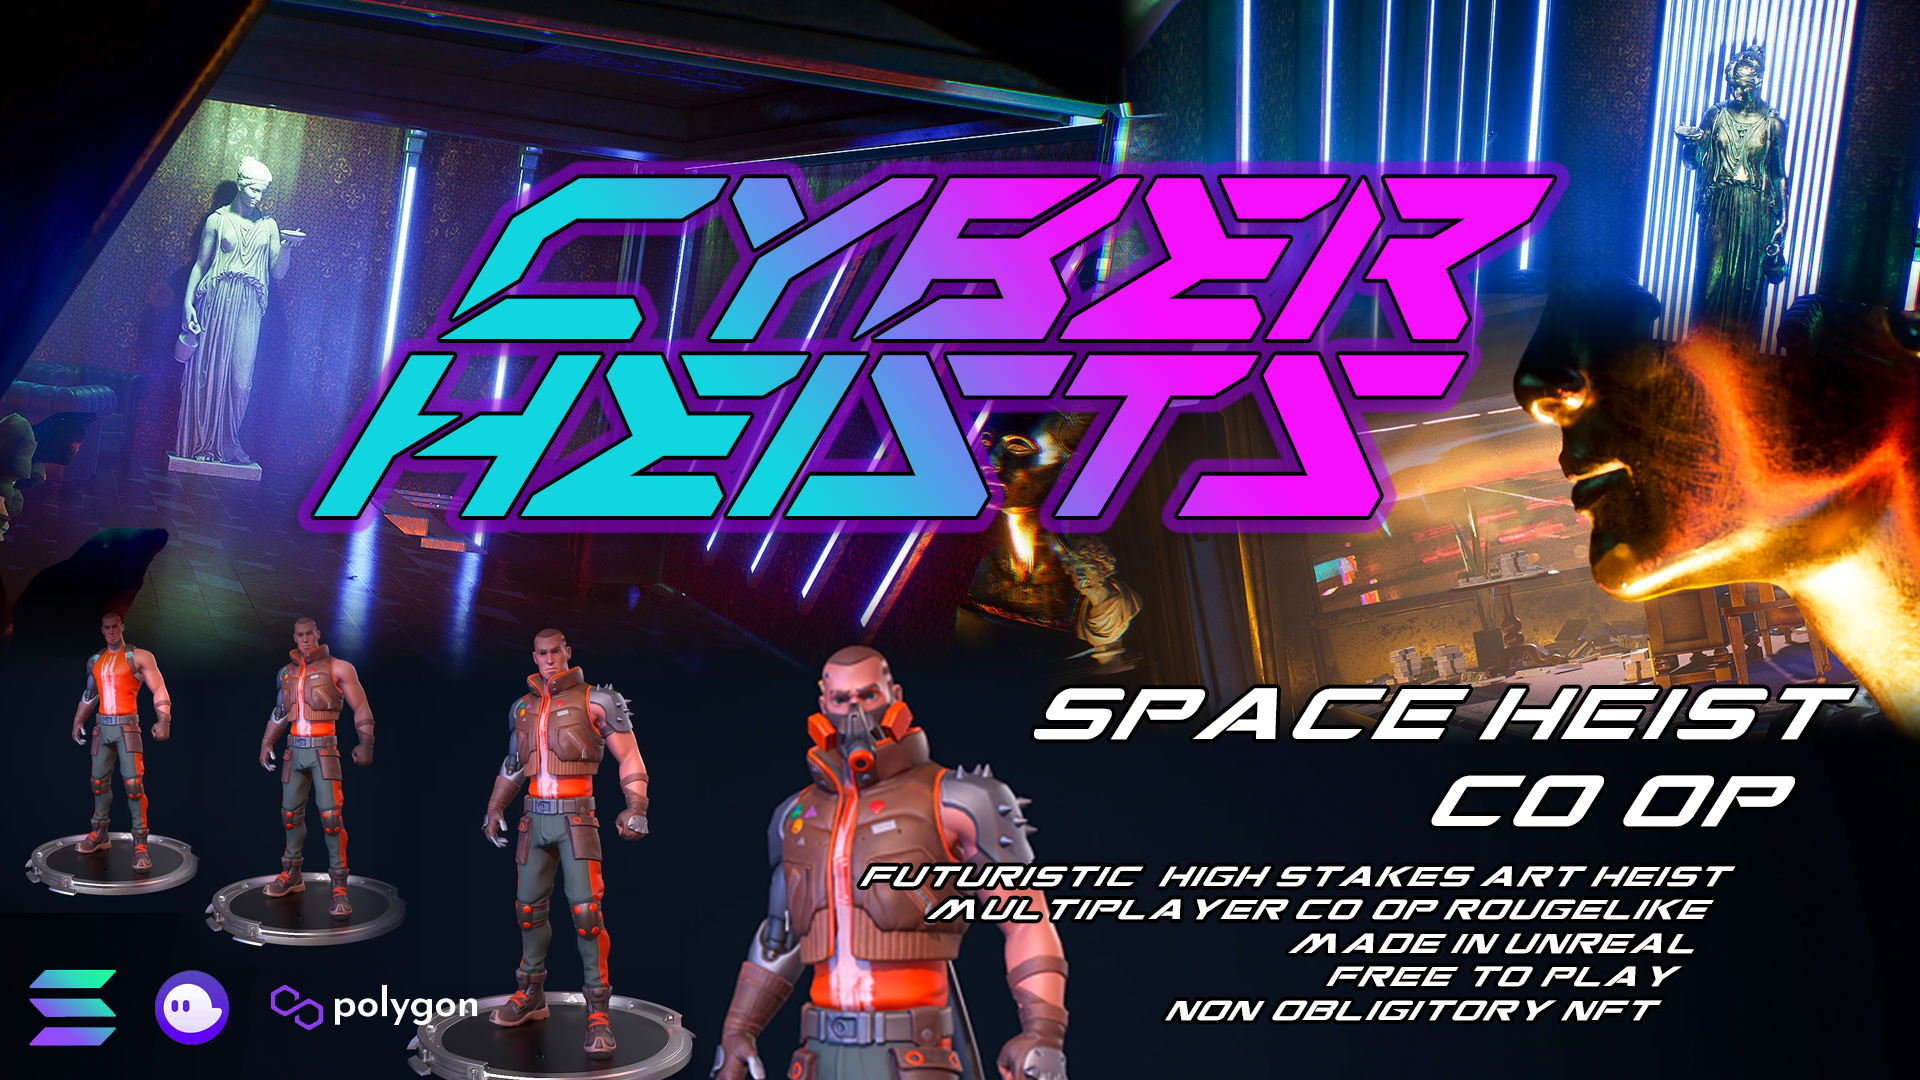 CYBER
HEISTS
SPACE HEIST
CO OP
FUTURISTIC HIGH STAKES ART HEIST
MULTIPLAYER CO OP ROUGELIKE
MADE IN UNREAL
FREE TO PLAY
NON OBLIGITORY NFT
polygon